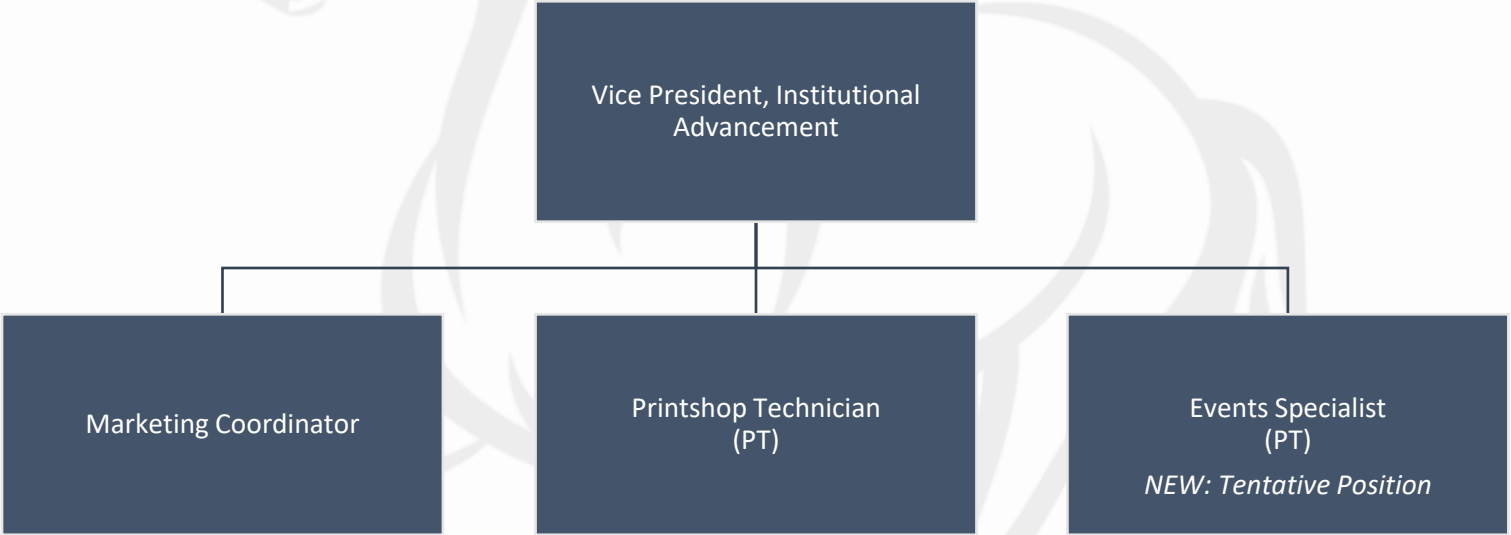 Vice President, Institutional
Advancement
Marketing Coordinator
Printshop Technician
(PT)
Events Specialist
(PT)
NEW: Tentative Position